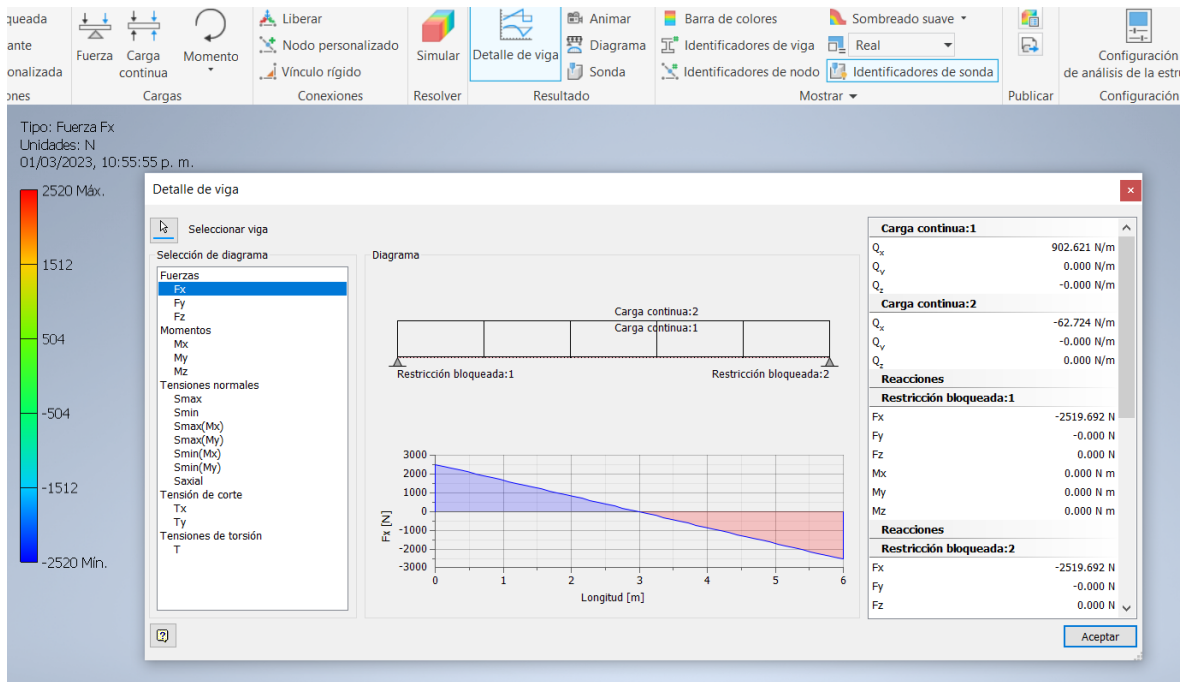 queada
ante
onalizada
ones
Fuerza
Carga
continua
Momento
Cargas
Liberar
Nodo personalizado
Vínculo rígido
Conexiones
Simular
Resolver
Detalle de viga
Animar
Diagrama
Sonda
Resultado
Barra de colores
Identificadores de viga
Identificadores de nodo
Sombreado suave
Real
Identificadores de sonda
Mostrar
Publicar
Configuración
de análisis de la estru
Configuración
Tipo: Fuerza Fx
Unidades: N
01/03/2023, 10:55:55 p. m.
2520 Máx.
1512
504
-504
-1512
-2520 Mín.
Detalle de viga
Seleccionar viga
Selección de diagrama
Fuerzas
Fx
Fy
Fz
Momentos
Mx
My
Mz
Tensiones normales
Smax
Smin
Smax(Mx)
Smax(My)
Smin(Mx)
Smin(My)
Saxial
Tensión de corte
Tx
Ty
Tensiones de torsión
T
Diagrama
Carga continua:2
Carga continua:1
Restricción bloqueada:1
Restricción bloqueada:2
3000
2000
1000
0
-1000
-2000
-3000
Fx [N]
0 1 2 3 4 5 6
Longitud [m]
Carga continua:1
Qx 902.621 N/m
Qy 0.000 N/m
Qz -0.000 N/m
Carga continua:2
Qx -62.724 N/m
Qy -0.000 N/m
Qz 0.000 N/m
Reacciones
Restricción bloqueada:1
Fx -2519.692 N
Fy -0.000 N
Fz 0.000 N
Mx 0.000 N m
My 0.000 N m
Mz 0.000 N m
Reacciones
Restricción bloqueada:2
Fx -2519.692 N
Fy -0.000 N
Fz 0.000 N
Aceptar